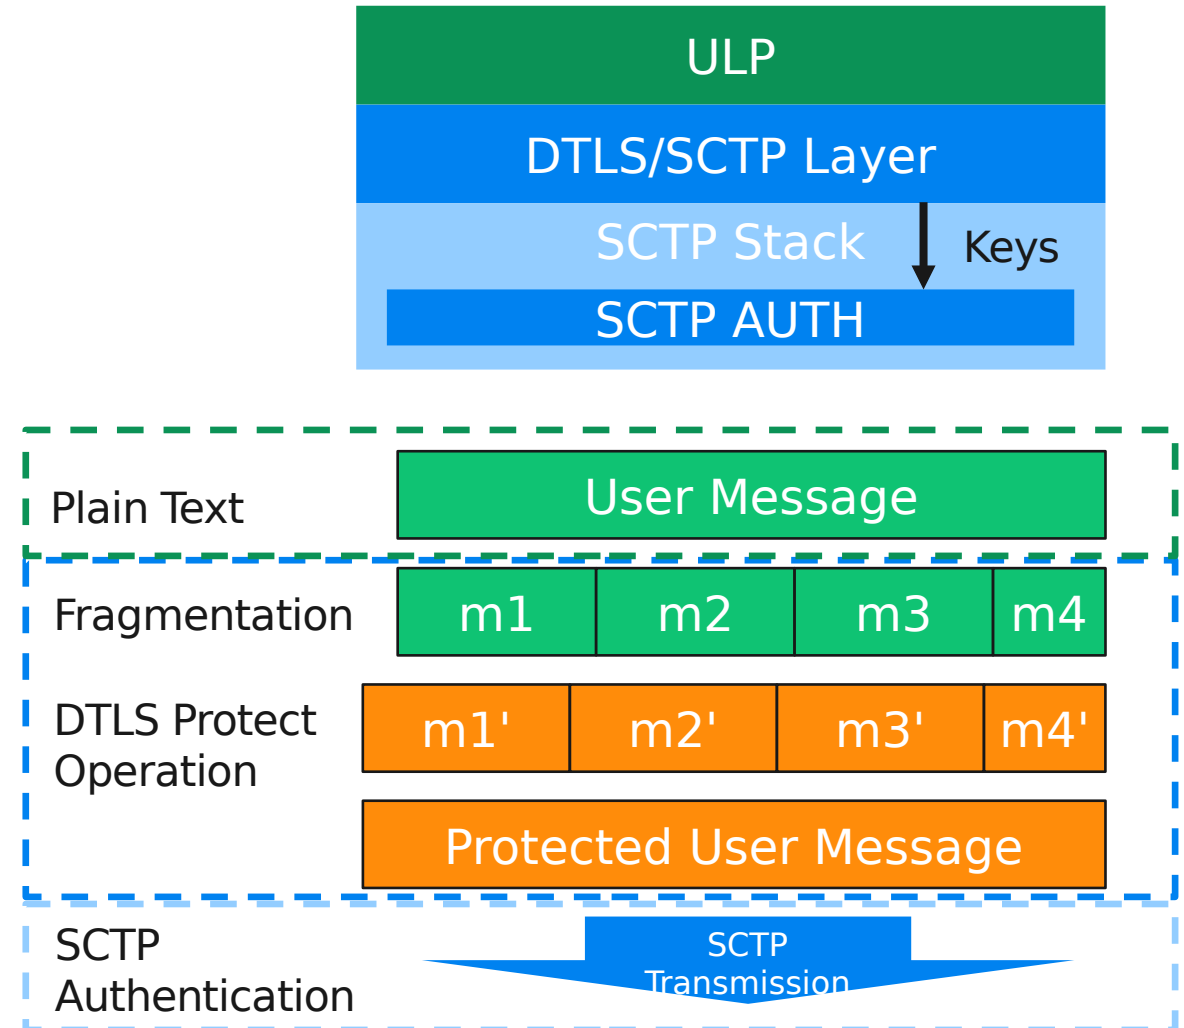 ULP
DTLS/SCTP Layer
SCTP Stack
Keys
SCTP AUTH
Plain Text
User Message
Fragmentation
m1 m2 m3 m4
DTLS Protect
Operation
m1' m2' m3' m4'
Protected User Message
SCTP
Authentication
SCTP
Transmission